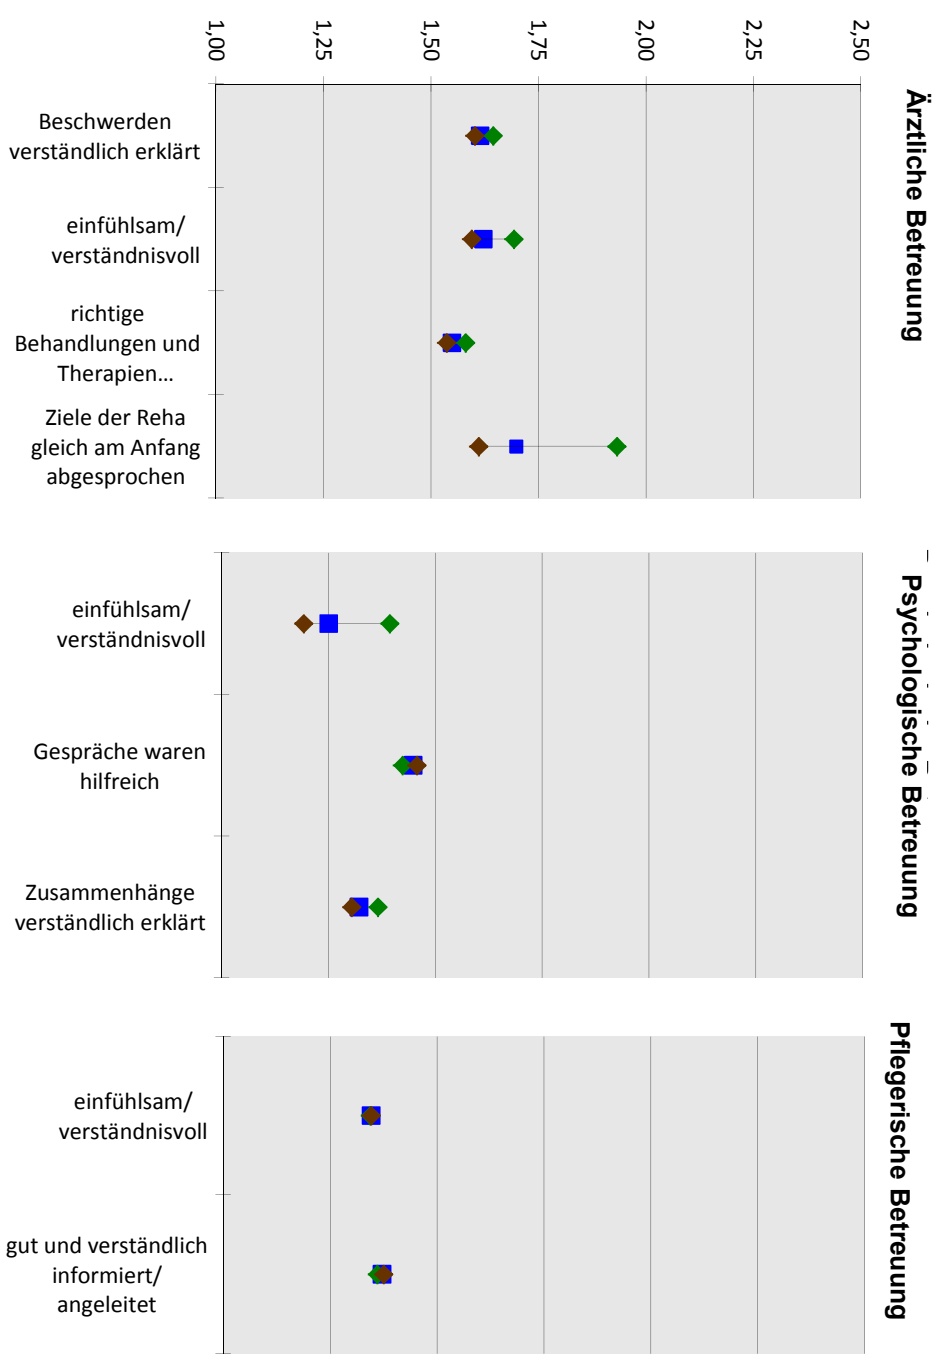 1,00
1,25
1,50
1,75
2,00
2,25
2,50
Ärztliche Betreuung
Beschwerden
verständlich erklärt
einfühlsam/
verständnisvoll
richtige
Behandlungen und
Therapien…
Ziele der Reha
gleich am Anfang
abgesprochen
Psychologische Betreuung
einfühlsam/
verständnisvoll
Gespräche waren
hilfreich
Zusammenhänge
verständlich erklärt
Pflegerische Betreuung
einfühlsam/
verständnisvoll
gut und verständlich
informiert/
angeleitet